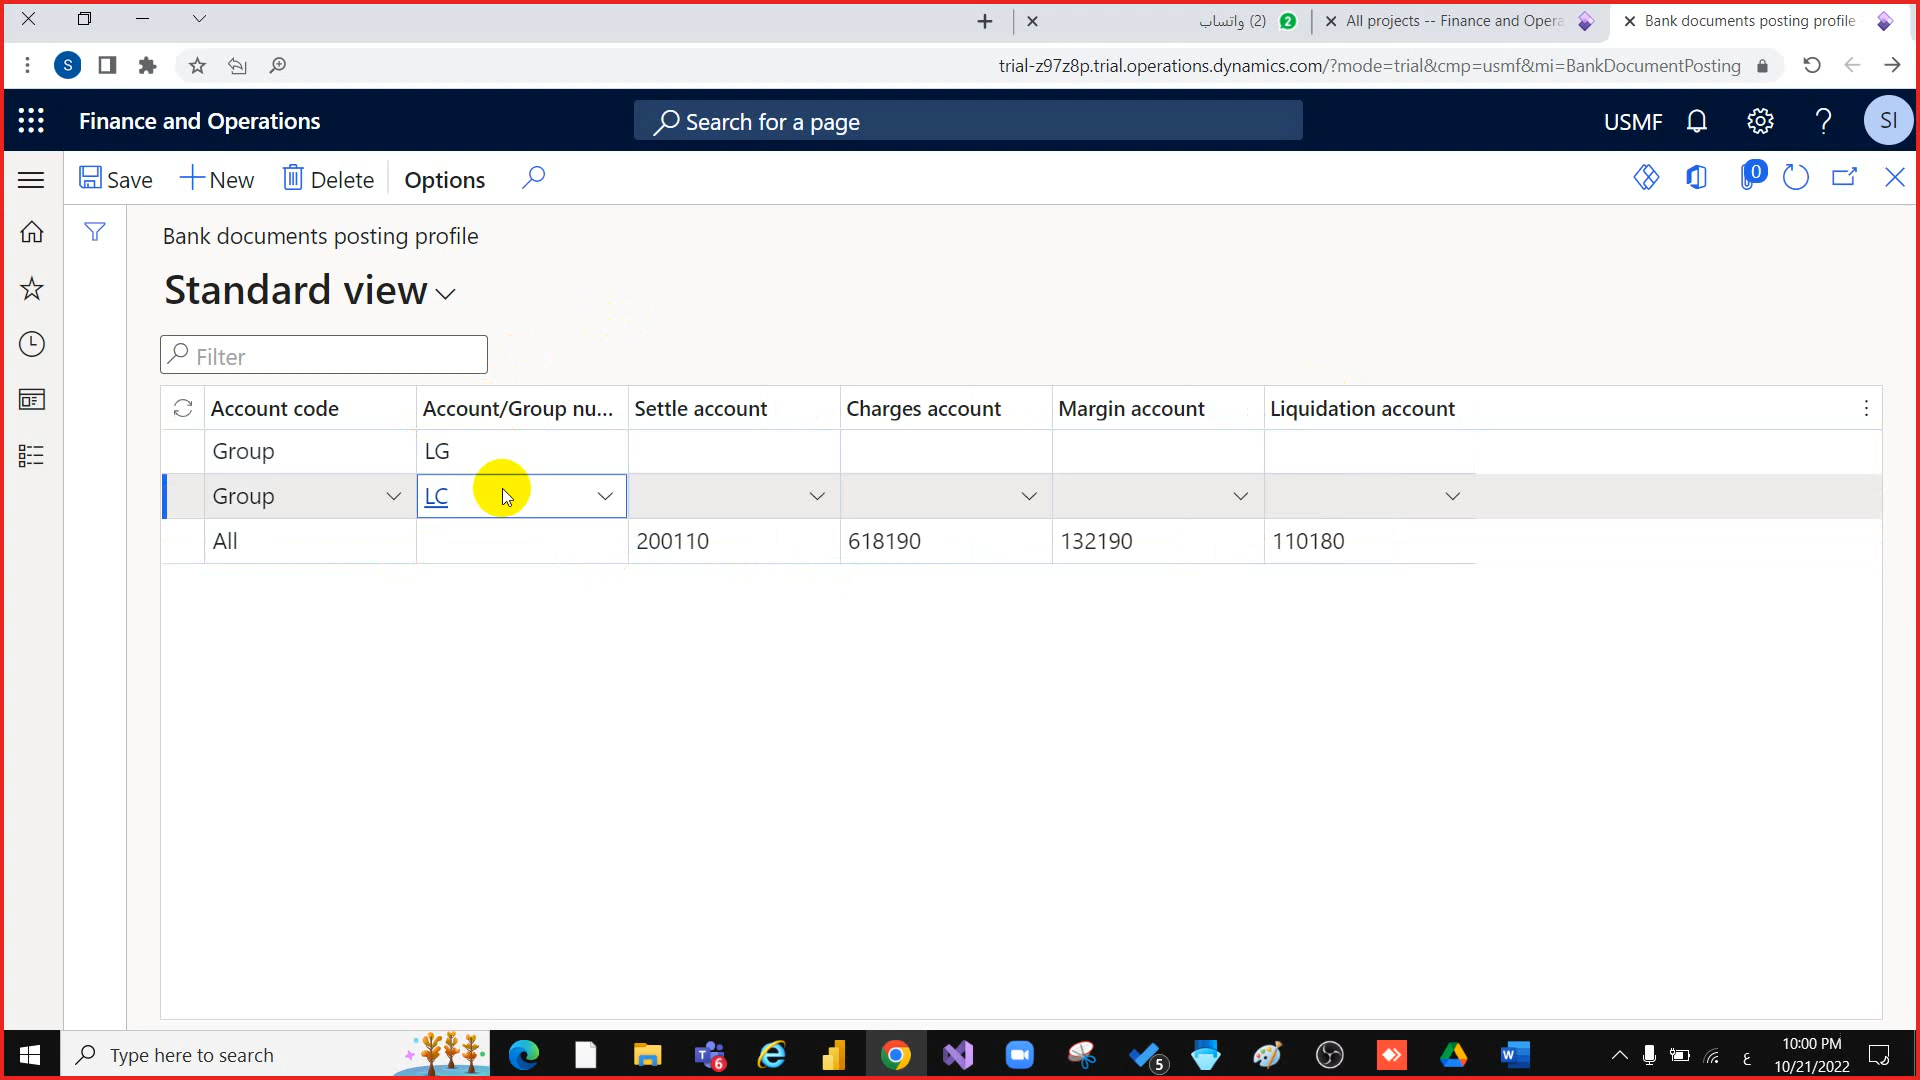 (2) واتساب
2
All projects -- Finance and Opera
Bank documents posting profile
S
trial-z97z8p.trial.operations.dynamics.com/?mode=trial&cmp=usmf&mi=BankDocumentPosting
Finance and Operations
Search for a page
USMF
SI
Save
New
Delete
Options
0
Bank documents posting profile
Standard view
Filter
Account code Account/Group nu... Settle account Charges account Margin account Liquidation account
Group LG
Group LC
All 200110 618190 132190 110180
Type here to search
6
5
ع
10:00 PM
10/21/2022